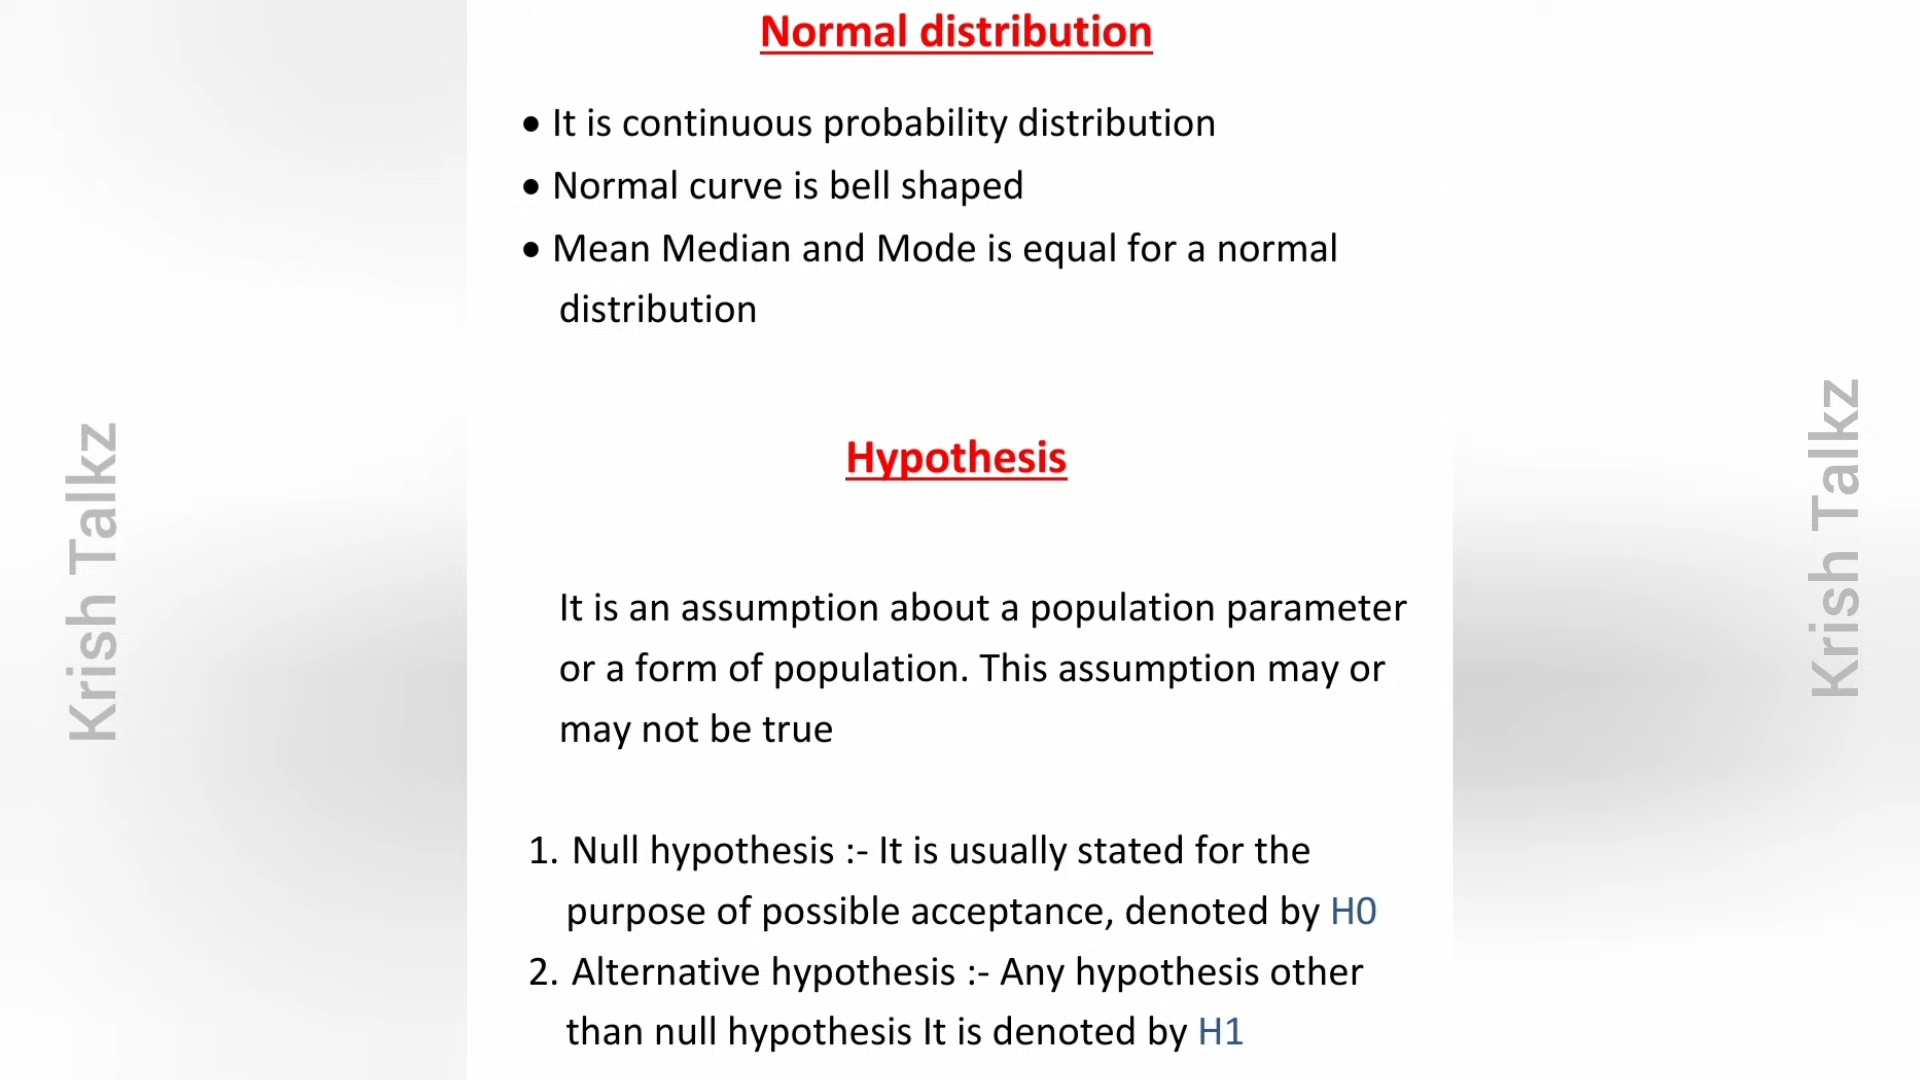 Normal distribution
• It is continuous probability distribution
• Normal curve is bell shaped
• Mean Median and Mode is equal for a normal
distribution
Hypothesis
It is an assumption about a population parameter
or a form of population. This assumption may or
may not be true
1. Null hypothesis :- It is usually stated for the
purpose of possible acceptance, denoted by H0
2. Alternative hypothesis :- Any hypothesis other
than null hypothesis It is denoted by H1
Krish Talkz
Krish Talkz